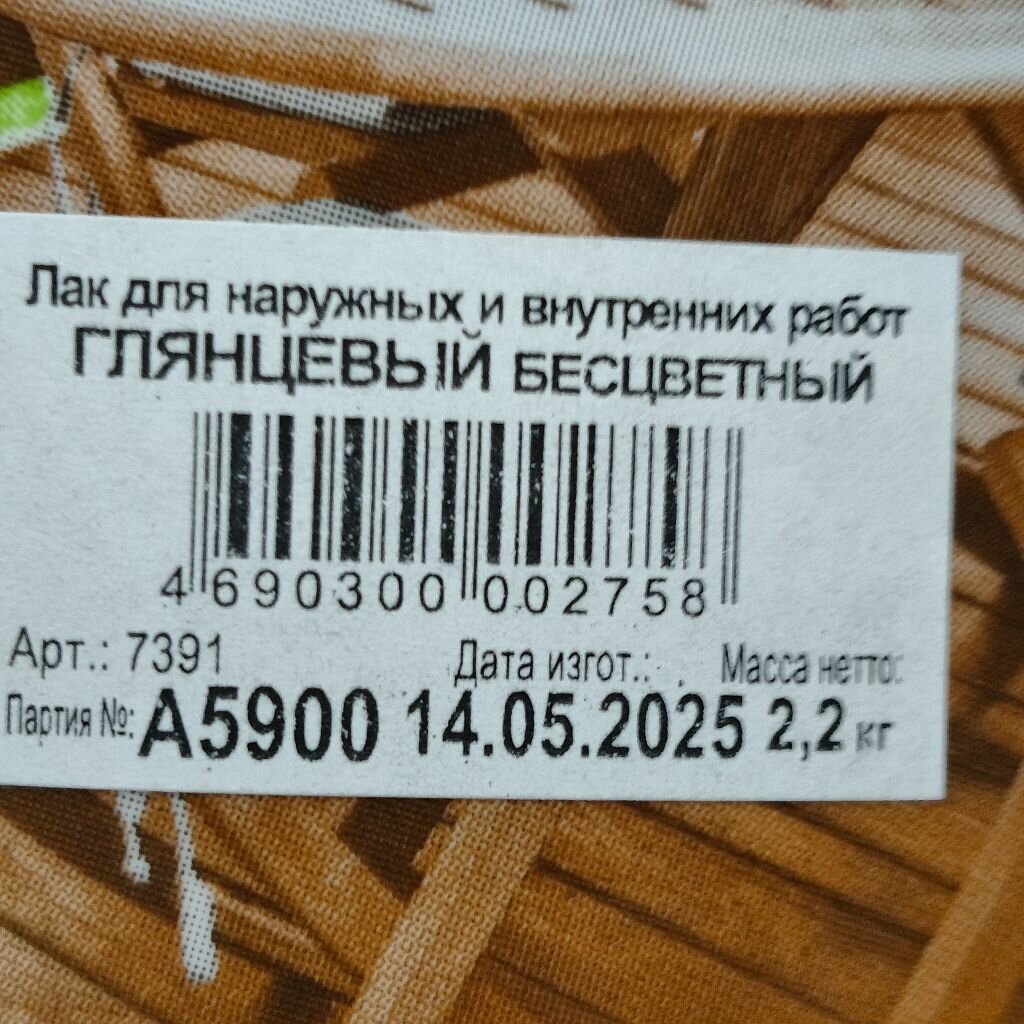 Лак для наружных и внутренних работ
ГЛЯНЦЕВЫЙ БЕСЦВЕТНЫЙ
4 690300 002758
Арт.: 7391 Дата изгот.: Масса нетто:
Партия №: А5900 14.05.2025 2,2 кг